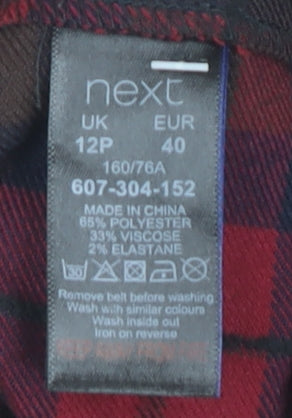 next
UK EUR
12P 40
160/76A
607-304-152
MADE IN CHINA
65% POLYESTER
33% VISCOSE
2% ELASTANE
30
Remove belt before washing
Wash with similar colours
Wash inside out
Iron on reverse